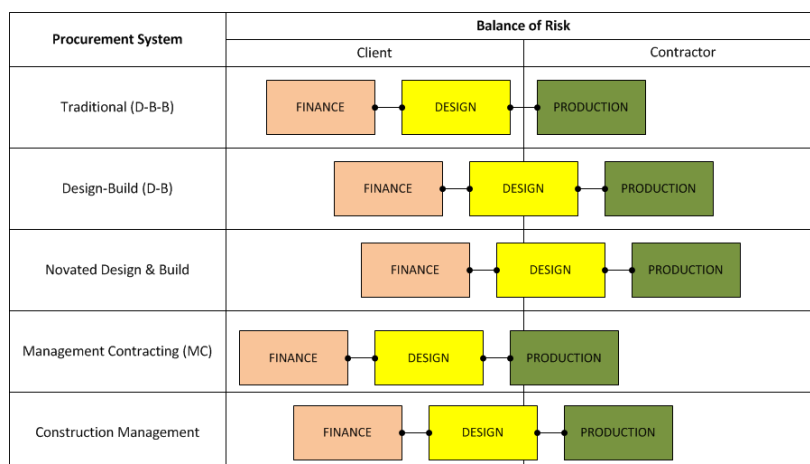 Procurement System
Balance of Risk
Client
Contractor
Traditional (D-B-B)
FINANCE
DESIGN
PRODUCTION
Design-Build (D-B)
FINANCE
DESIGN
PRODUCTION
Novated Design & Build
FINANCE
DESIGN
PRODUCTION
Management Contracting (MC)
FINANCE
DESIGN
PRODUCTION
Construction Management
FINANCE
DESIGN
PRODUCTION